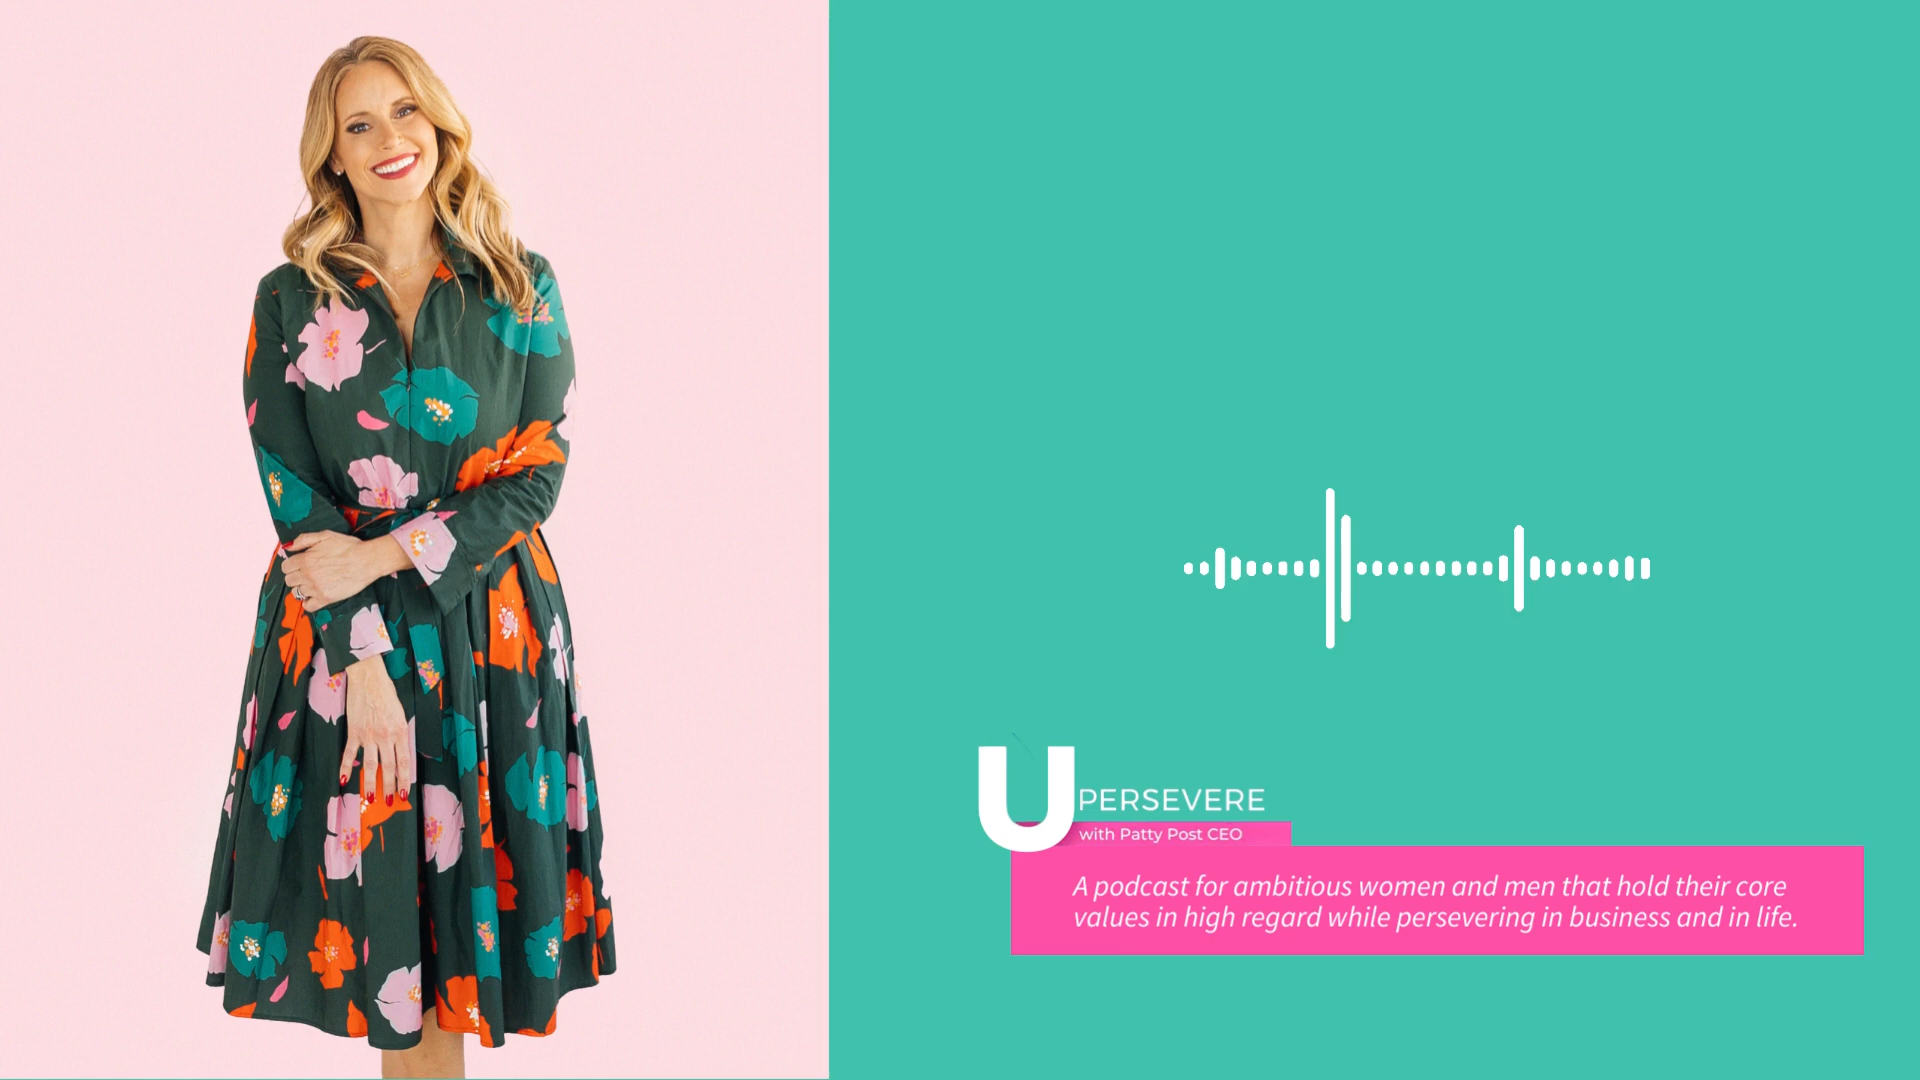 U PERSEVERE
with Patty Post CEO
A podcast for ambitious women and men that hold their core
values in high regard while persevering in business and in life.